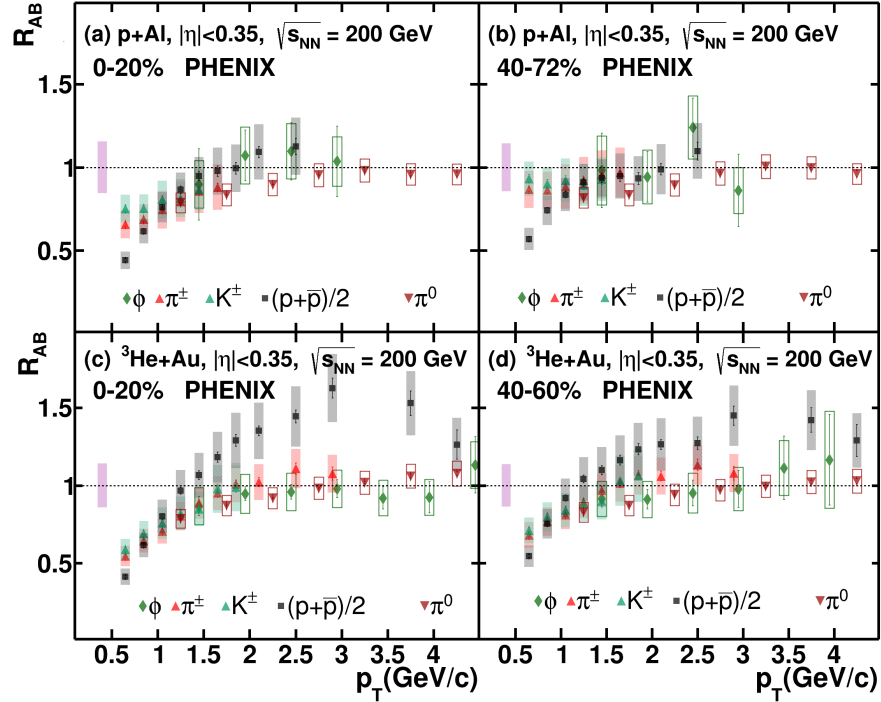 R_AB
(a) p+Al, |η|<0.35, √s_NN = 200 GeV
0-20% PHENIX
1.5
1
0.5
ϕ π± K± (p+p̅)/2 π⁰
(b) p+Al, |η|<0.35, √s_NN = 200 GeV
40-72% PHENIX
ϕ π± K± (p+p̅)/2 π⁰
R_AB
(c) ³He+Au, |η|<0.35, √s_NN = 200 GeV
0-20% PHENIX
1.5
1
0.5
ϕ π± K± (p+p̅)/2 π⁰
0.5 1 1.5 2 2.5 3 3.5 4
p_T(GeV/c)
(d) ³He+Au, |η|<0.35, √s_NN = 200 GeV
40-60% PHENIX
ϕ π± K± (p+p̅)/2 π⁰
0.5 1 1.5 2 2.5 3 3.5 4
p_T(GeV/c)